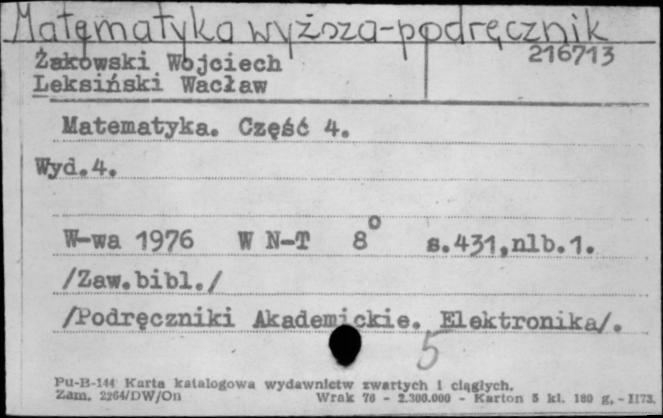 Matematyka wyższa-podręcznik
216713
Żakowski Wojciech
Leksiński Wacław
Matematyka. Część 4.
Wyd.4.
W-wa 1976 W N-T 8° s.431,nlb.1.
/Zaw.bibl./
/Podręczniki Akademickie. Elektronika/.
5
Pu-B-144 Karta katalogowa wydawnictw zwartych i ciągłych.
Zam. 2264/DW/On Wrak 76 - 2.300.000 - Karton 5 kl. 180 g, - 1173.